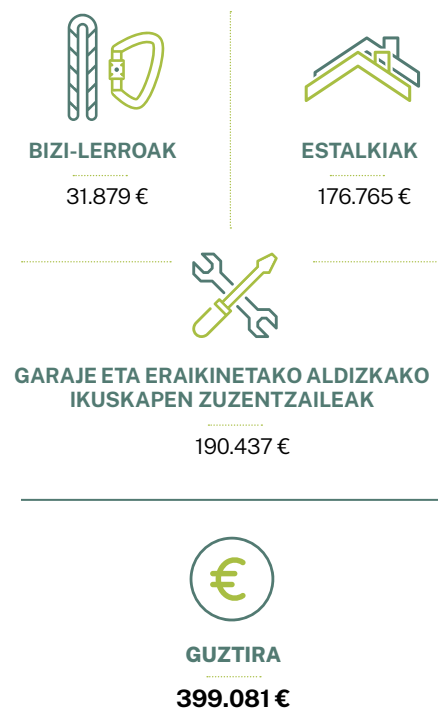 BIZI-LERROAK
31.879 €
ESTALKIAK
176.765 €
GARAJE ETA ERAIKINETAKO ALDIZKAKO
IKUSKAPEN ZUZENTZAILEAK
190.437 €
€
GUZTIRA
399.081 €